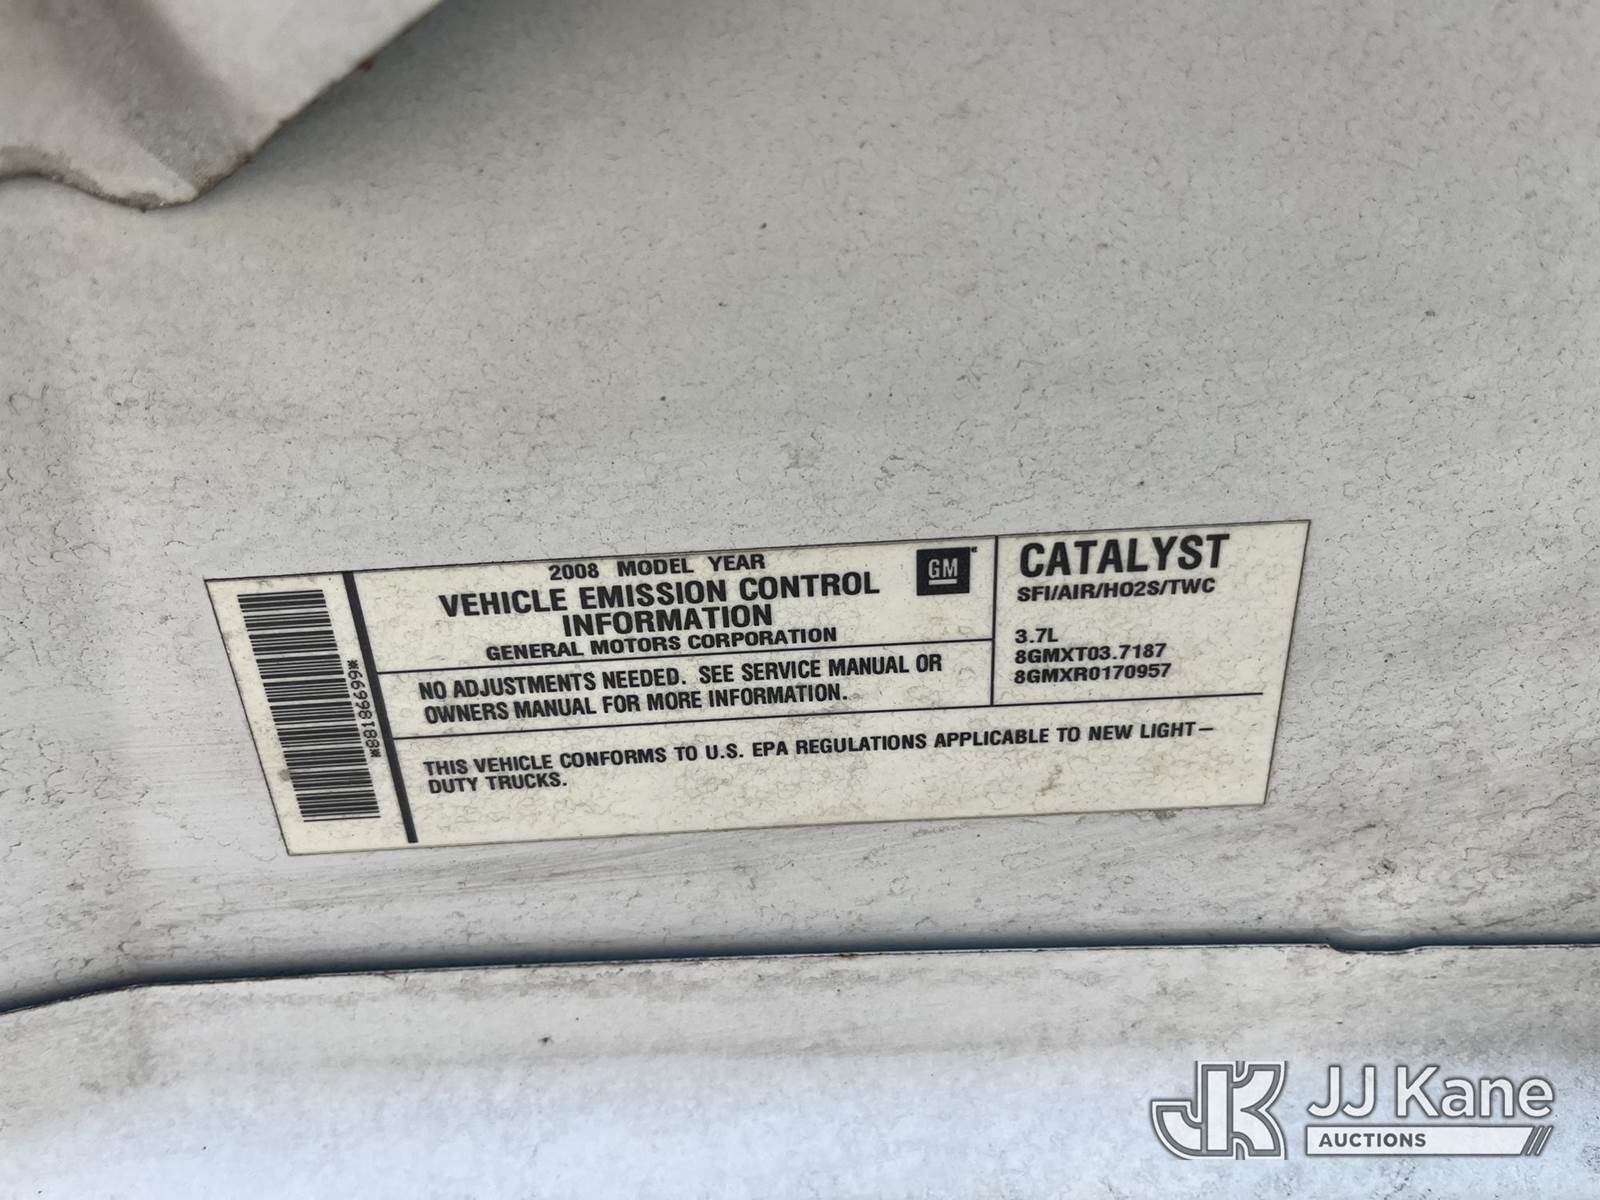 2008 MODEL YEAR
VEHICLE EMISSION CONTROL
INFORMATION
GENERAL MOTORS CORPORATION
GM
NO ADJUSTMENTS NEEDED. SEE SERVICE MANUAL OR
OWNERS MANUAL FOR MORE INFORMATION.
CATALYST
SFI/AIR/HO2S/TWC
3.7L
8GMXT03.7187
8GMXR0170957
THIS VEHICLE CONFORMS TO U.S. EPA REGULATIONS APPLICABLE TO NEW LIGHT–
DUTY TRUCKS.
*88186699*
JK
JJ Kane
AUCTIONS